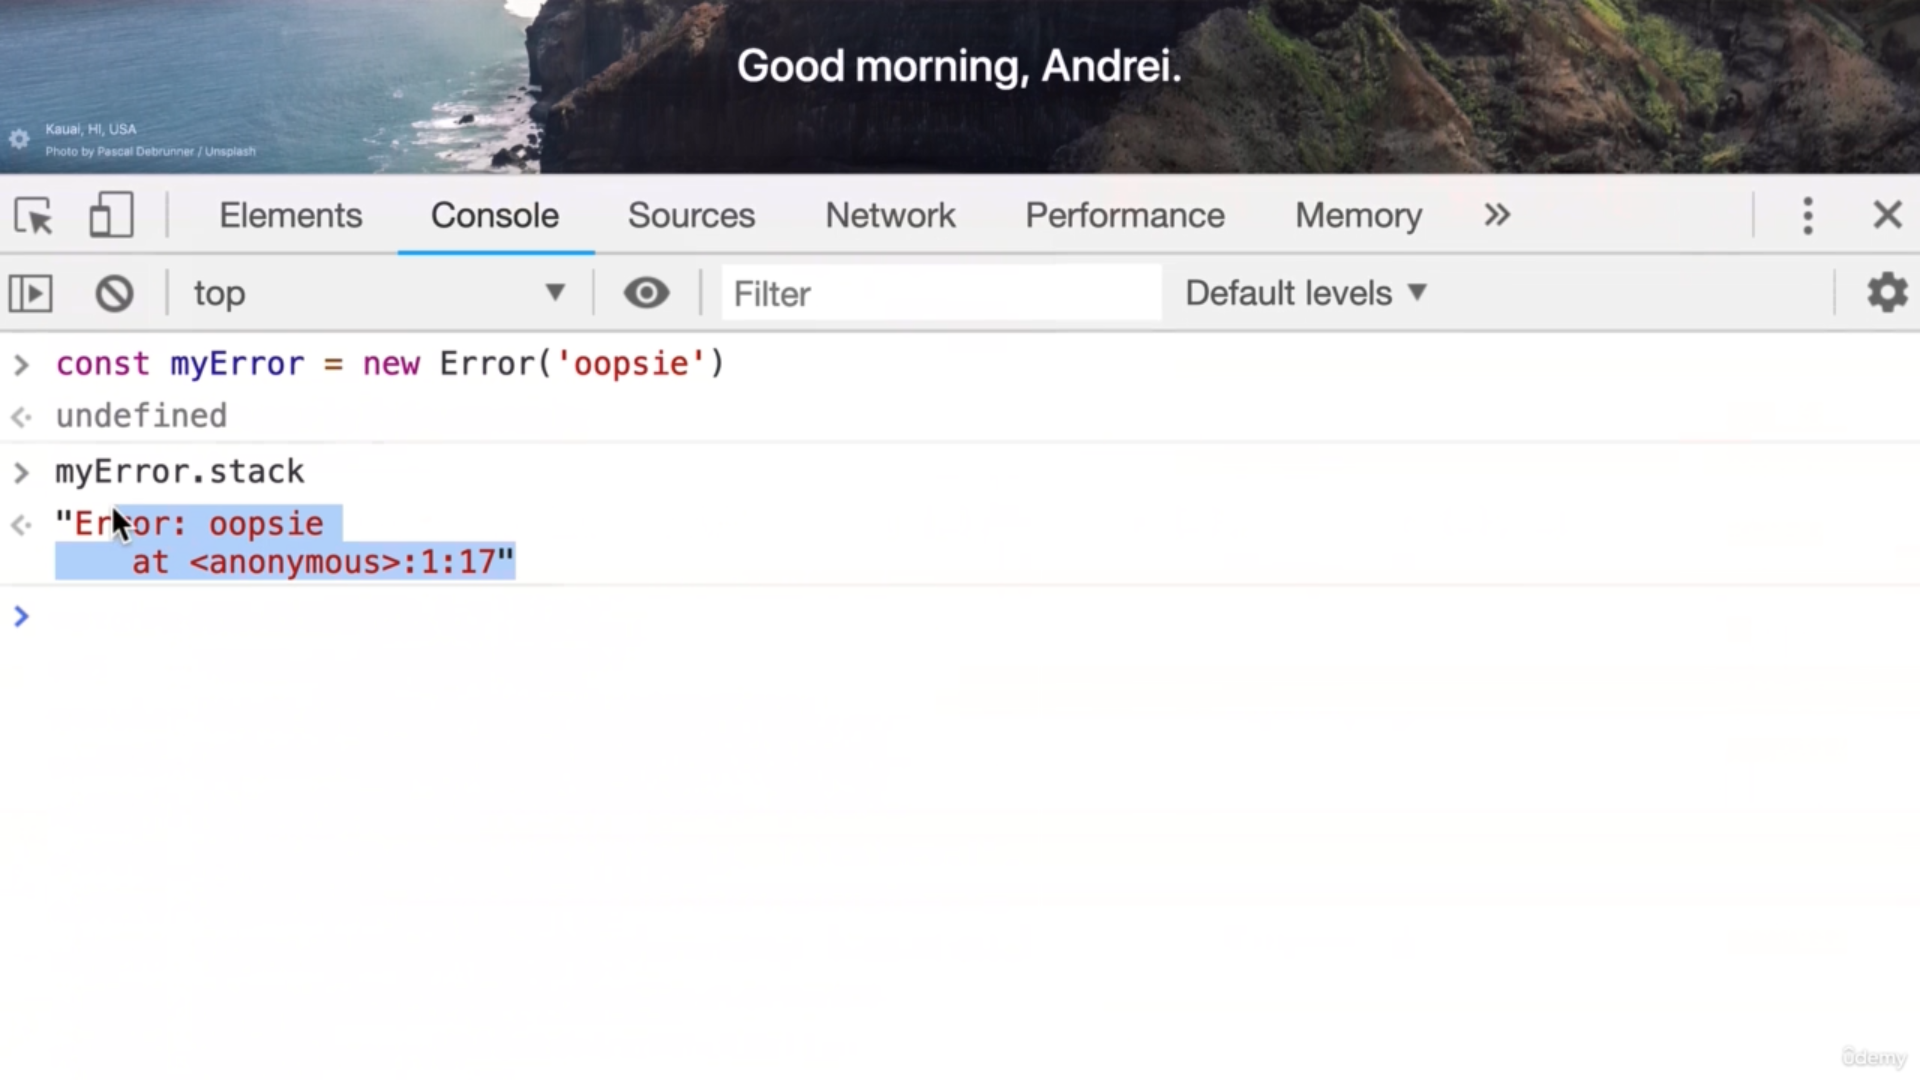 Good morning, Andrei.
Kauai, HI, USA
Photo by Pascal Debrunner / Unsplash
Elements Console Sources Network Performance Memory »
top ▼ Filter Default levels ▼
> const myError = new Error('oopsie')
undefined
> myError.stack
"Error: oopsie
    at <anonymous>:1:17"
>
ûdemy